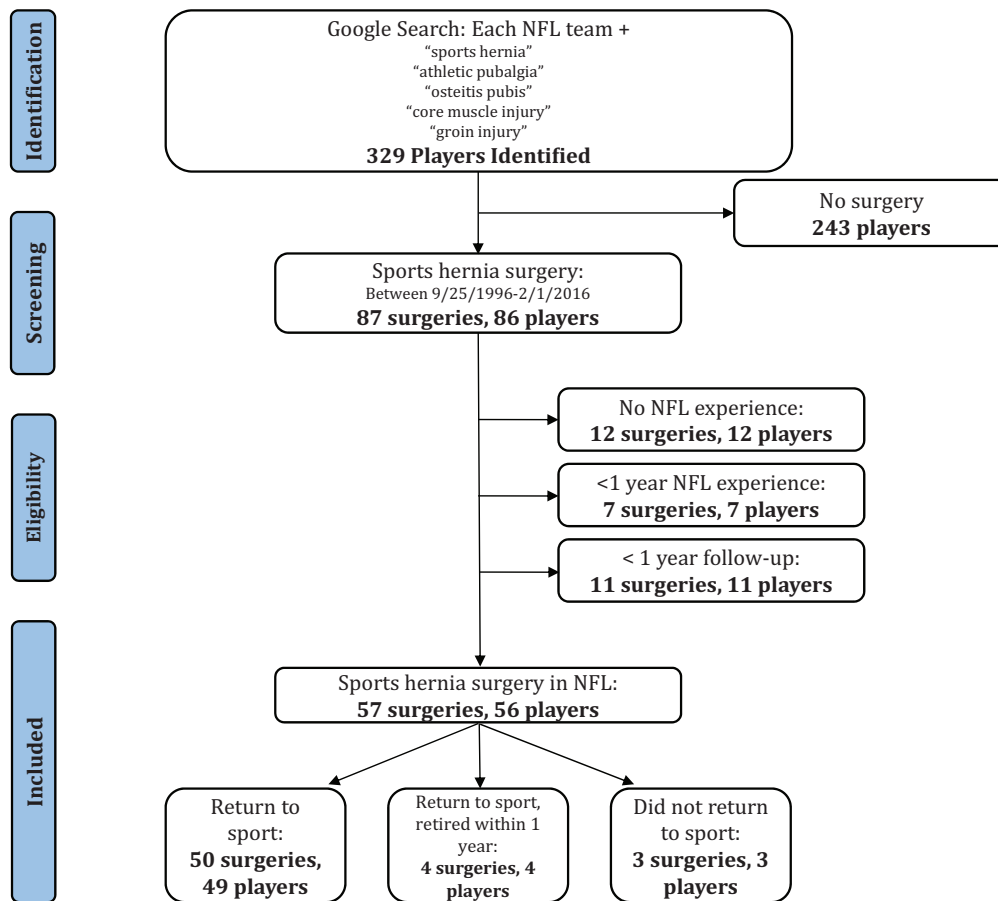 Identification
Google Search: Each NFL team +
“sports hernia”
“athletic pubalgia”
“osteitis pubis”
“core muscle injury”
“groin injury”
329 Players Identified
No surgery
243 players
Screening
Sports hernia surgery:
Between 9/25/1996-2/1/2016
87 surgeries, 86 players
Eligibility
No NFL experience:
12 surgeries, 12 players
<1 year NFL experience:
7 surgeries, 7 players
< 1 year follow-up:
11 surgeries, 11 players
Included
Sports hernia surgery in NFL:
57 surgeries, 56 players
Return to
sport:
50 surgeries,
49 players
Return to sport,
retired within 1
year:
4 surgeries, 4
players
Did not return
to sport:
3 surgeries, 3
players